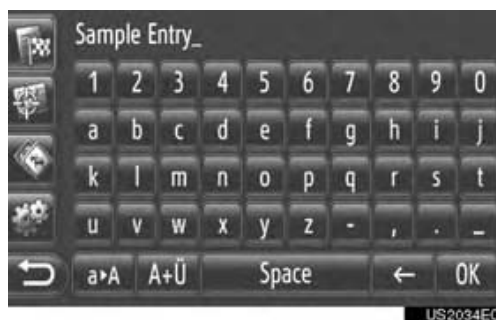 Sample Entry_
1 2 3 4 5 6 7 8 9 0
a b c d e f g h i j
k l m n o p q r s t
u v w x y z - , . _
a▸A A+Ü Space ← OK
US2034EC